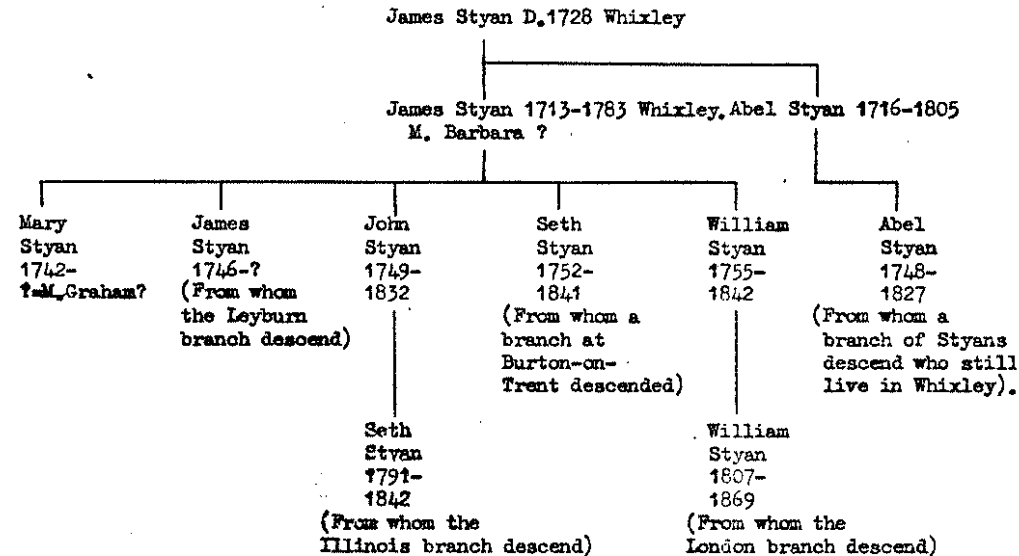 James Styan D.1728 Whixley
James Styan 1713-1783 Whixley. Abel Styan 1716-1805
M. Barbara ?
Mary
Styan
1742-
?=M.Graham?
James
Styan
1746-?
(From whom
the Leyburn
branch descend)
John
Styan
1749-
1832
Seth
Styan
1752-
1841
(From whom a
branch at
Burton-on-
Trent descended)
William
Styan
1755-
1842
Abel
Styan
1748-
1827
(From whom a
branch of Styans
descend who still
live in Whixley).
Seth
Styan
1791-
1842
(From whom the
Illinois branch descend)
William
Styan
1807-
1869
(From whom the
London branch descend)